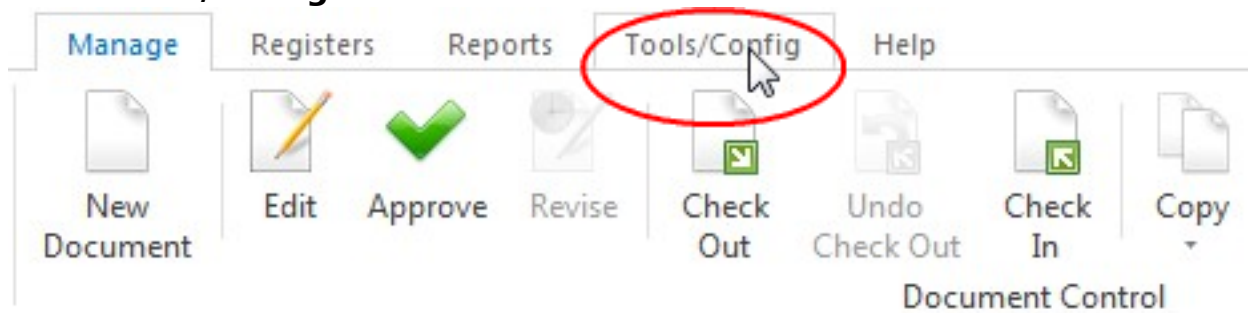 Manage Registers Reports Tools/Config Help
New Document
Edit
Approve
Revise
Check Out
Undo Check Out
Check In
Copy
Document Control